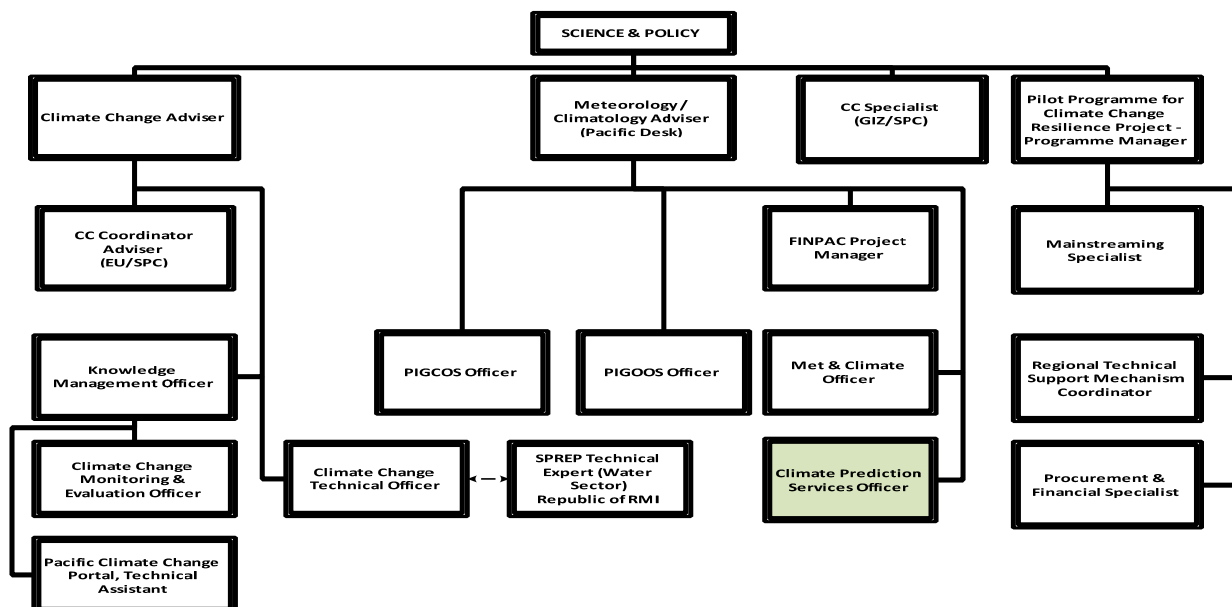 SCIENCE & POLICY
Climate Change Adviser
Meteorology /
Climatology Adviser
(Pacific Desk)
CC Specialist
(GIZ/SPC)
Pilot Programme for
Climate Change
Resilience Project -
Programme Manager
CC Coordinator
Adviser
(EU/SPC)
FINPAC Project
Manager
Mainstreaming
Specialist
Knowledge
Management Officer
PIGCOS Officer
PIGOOS Officer
Met & Climate
Officer
Regional Technical
Support Mechanism
Coordinator
Climate Change
Monitoring &
Evaluation Officer
Climate Change
Technical Officer
SPREP Technical
Expert (Water
Sector)
Republic of RMI
Climate Prediction
Services Officer
Procurement &
Financial Specialist
Pacific Climate Change
Portal, Technical
Assistant